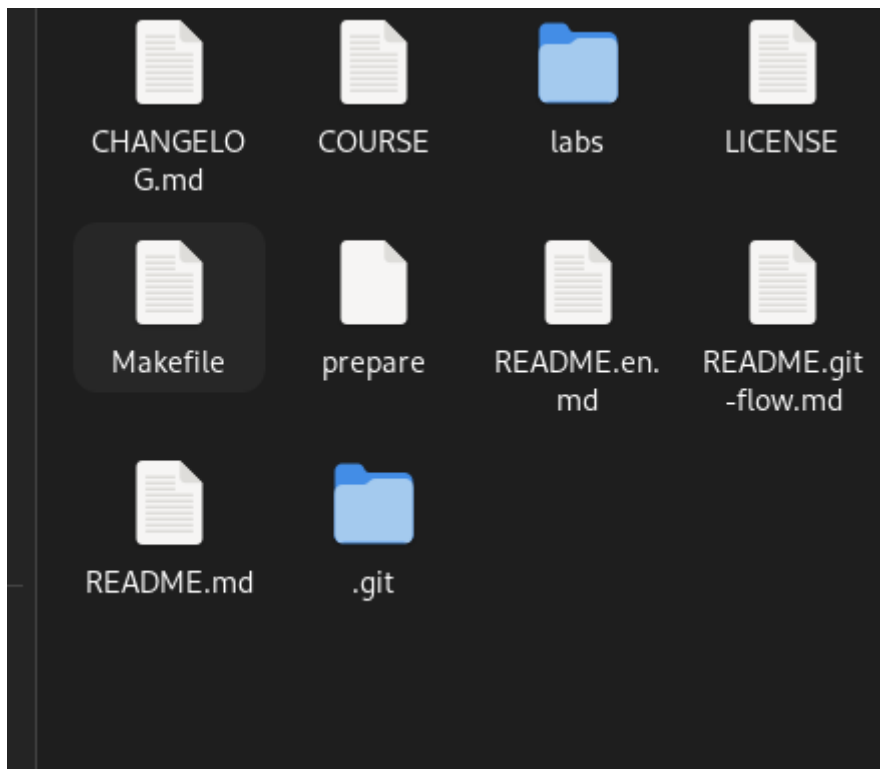 CHANGELO
G.md
COURSE
labs
LICENSE
Makefile
prepare
README.en.
md
README.git
-flow.md
README.md
.git